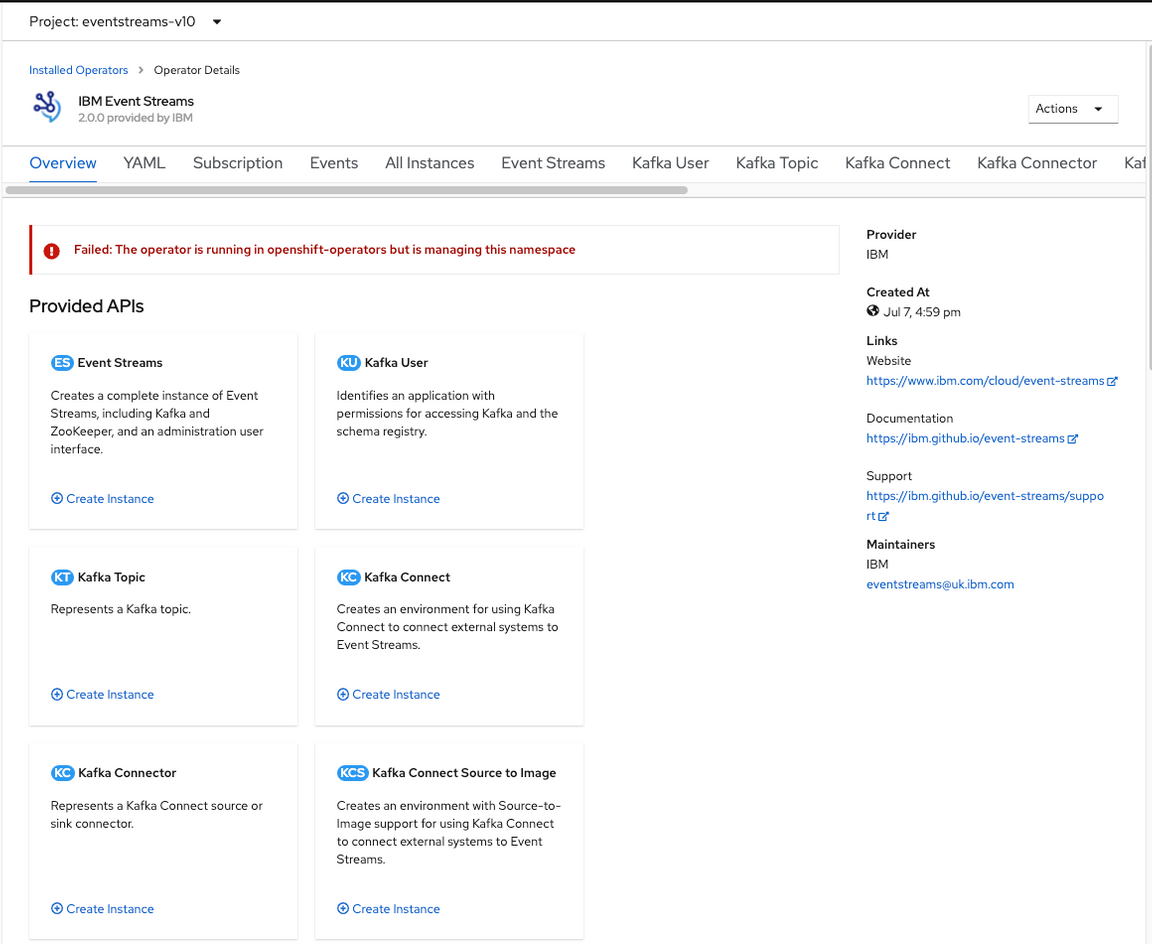 Project: eventstreams-v10
Installed Operators > Operator Details
IBM Event Streams
2.0.0 provided by IBM
Actions
Overview YAML Subscription Events All Instances Event Streams Kafka User Kafka Topic Kafka Connect Kafka Connector Kaf
Failed: The operator is running in openshift-operators but is managing this namespace
Provided APIs
ES Event Streams
Creates a complete instance of Event
Streams, including Kafka and
ZooKeeper, and an administration user
interface.
Create Instance
KU Kafka User
Identifies an application with
permissions for accessing Kafka and the
schema registry.
Create Instance
KT Kafka Topic
Represents a Kafka topic.
Create Instance
KC Kafka Connect
Creates an environment for using Kafka
Connect to connect external systems to
Event Streams.
Create Instance
KC Kafka Connector
Represents a Kafka Connect source or
sink connector.
Create Instance
KCS Kafka Connect Source to Image
Creates an environment with Source-to-
Image support for using Kafka Connect
to connect external systems to Event
Streams.
Create Instance
Provider
IBM
Created At
Jul 7, 4:59 pm
Links
Website
https://www.ibm.com/cloud/event-streams
Documentation
https://ibm.github.io/event-streams
Support
https://ibm.github.io/event-streams/suppo
rt
Maintainers
IBM
eventstreams@uk.ibm.com